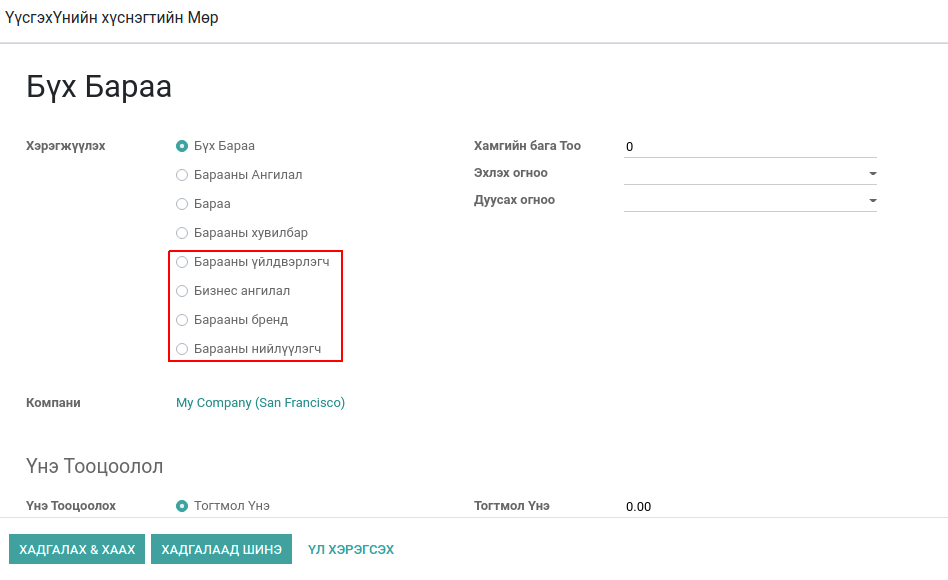 ҮүсгэхҮнийн хүснэгтийн Мөр
Бүх Бараа
Хэрэгжүүлэх
Бүх Бараа
Барааны Ангилал
Бараа
Барааны хувилбар
Барааны үйлдвэрлэгч
Бизнес ангилал
Барааны бренд
Барааны нийлүүлэгч
Хамгийн бага Тоо 0
Эхлэх огноо
Дуусах огноо
Компани My Company (San Francisco)
Үнэ Тооцоолол
Үнэ Тооцоолох Тогтмол Үнэ
Тогтмол Үнэ 0.00
ХАДГАЛАХ & ХААХ ХАДГАЛААД ШИНЭ ҮЛ ХЭРЭГСЭХ